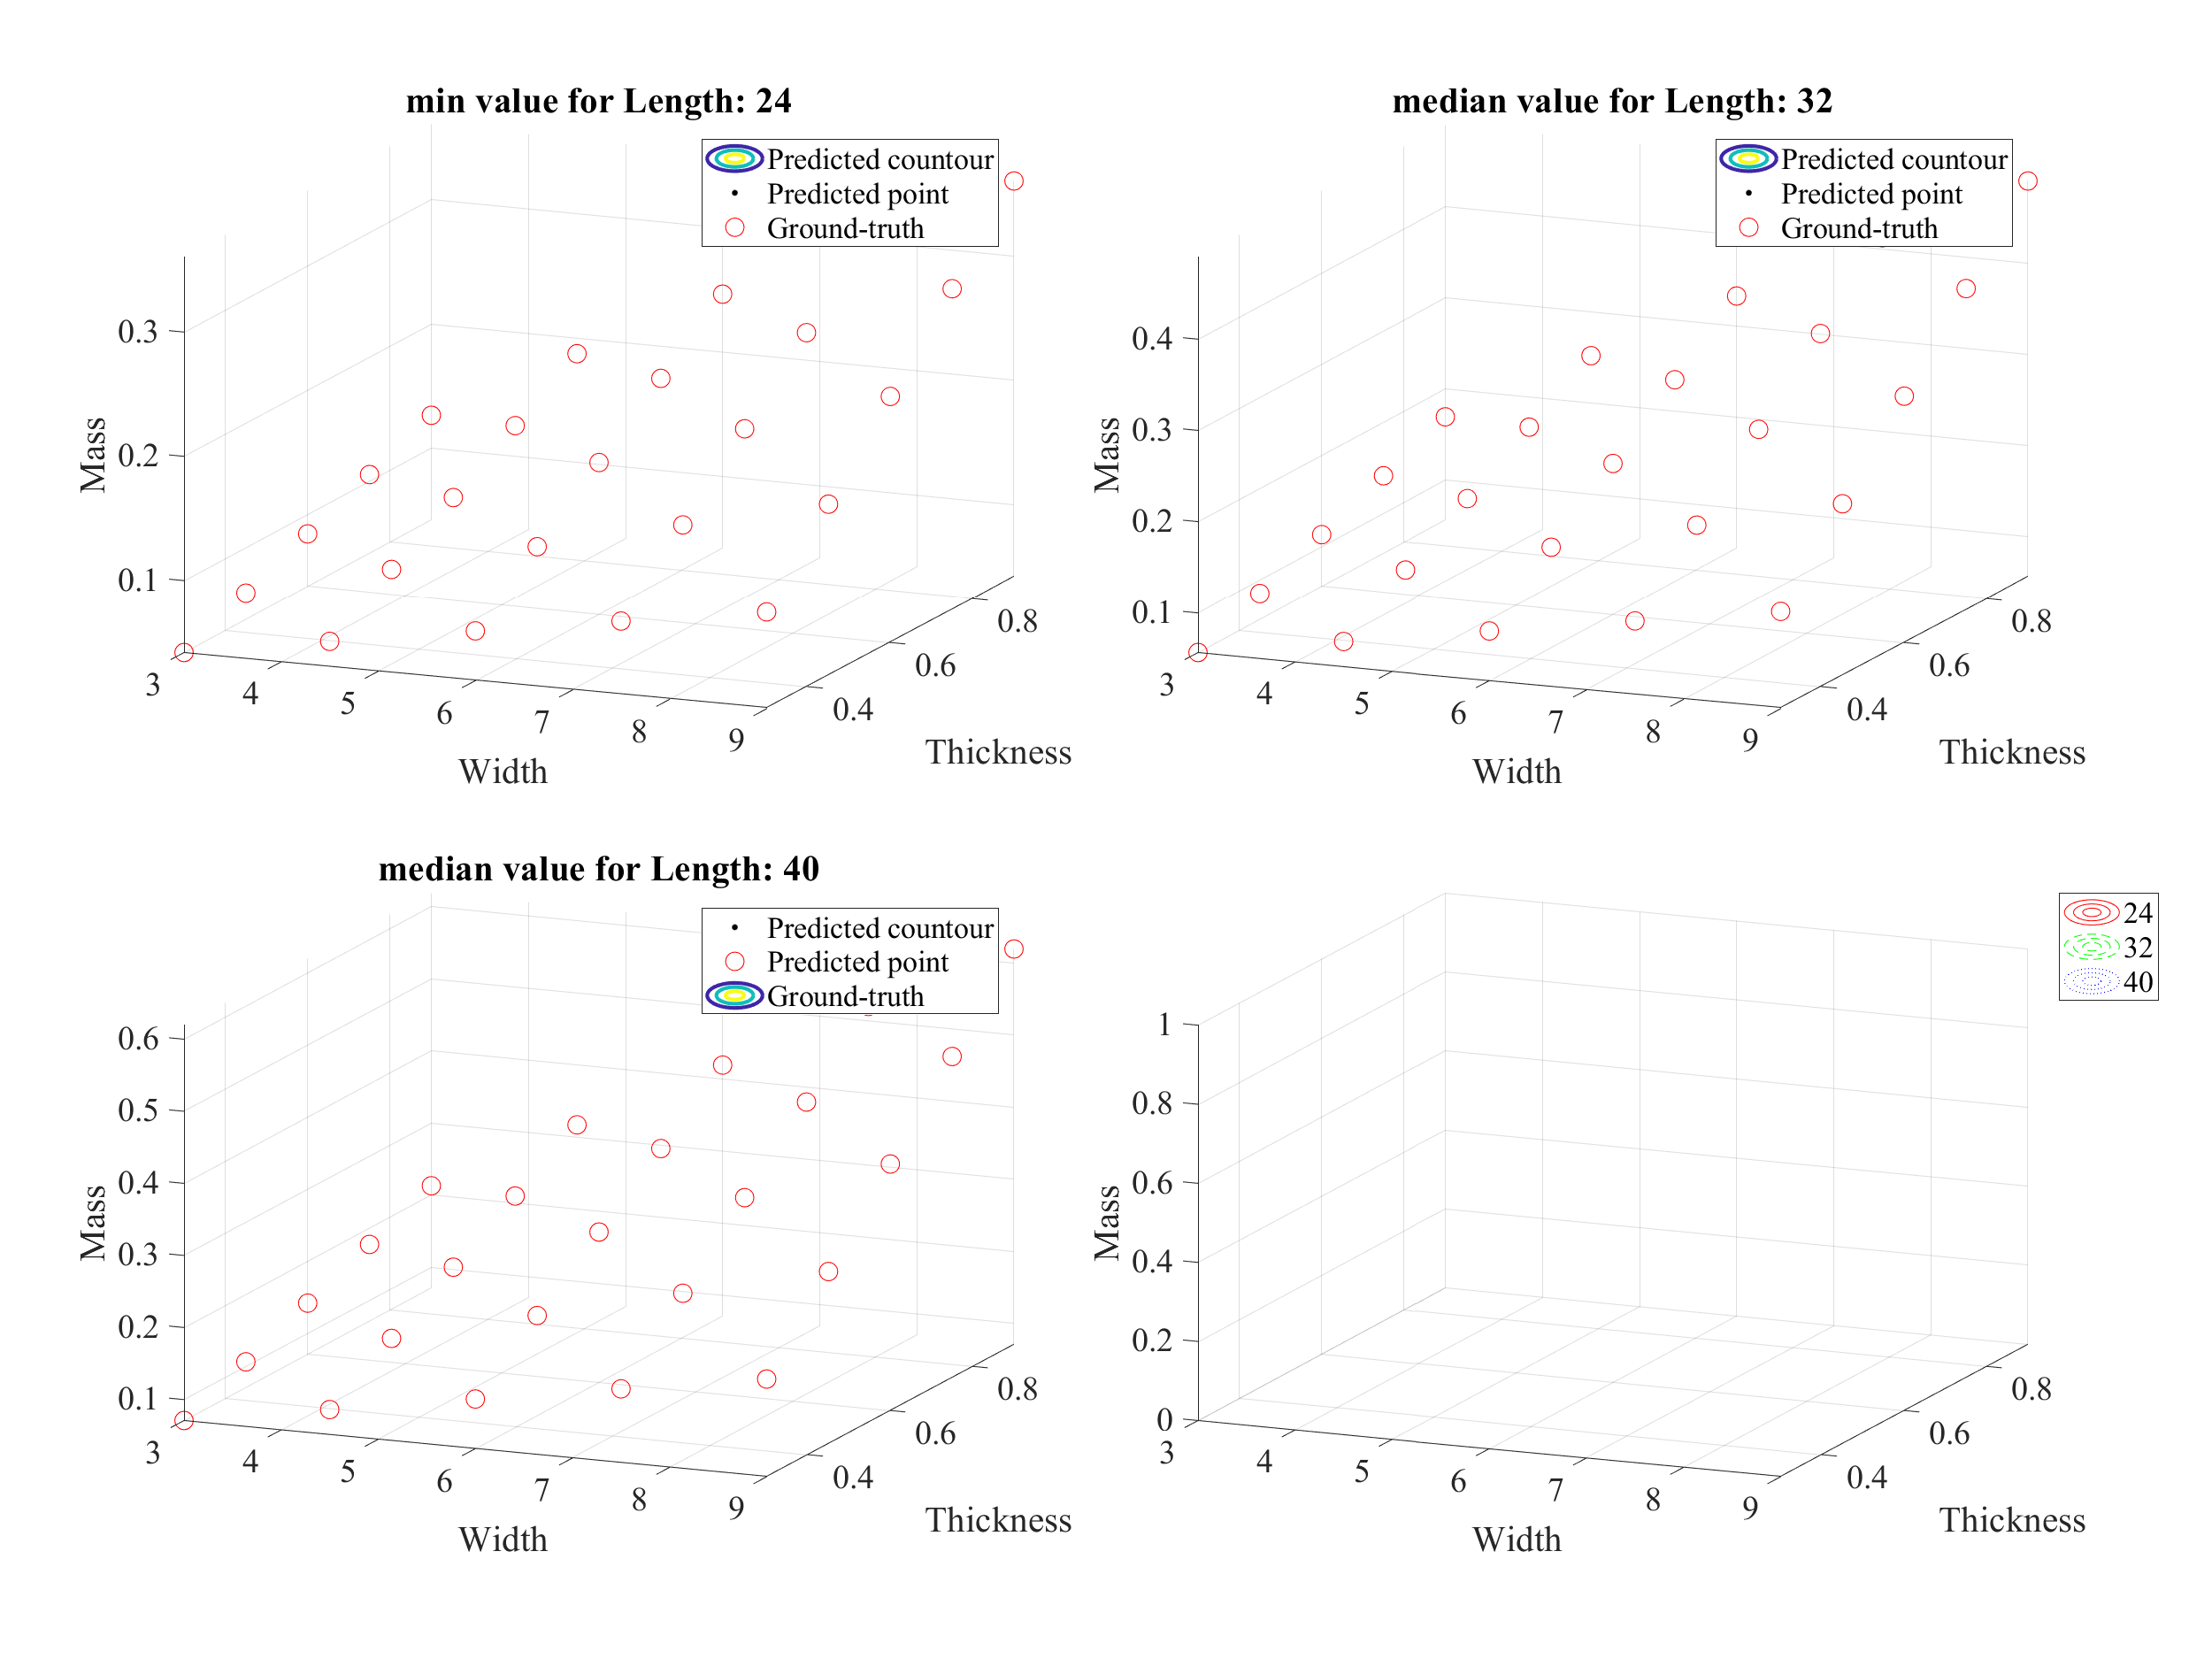 min value for Length: 24
Predicted countour
Predicted point
Ground-truth
0.3
0.2
0.1
Mass
3
4
5
6
7
8
9
Width
0.4
0.6
0.8
Thickness
median value for Length: 32
Predicted countour
Predicted point
Ground-truth
0.4
0.3
0.2
0.1
Mass
3
4
5
6
7
8
9
Width
0.4
0.6
0.8
Thickness
median value for Length: 40
Predicted countour
Predicted point
Ground-truth
0.6
0.5
0.4
0.3
0.2
0.1
Mass
3
4
5
6
7
8
9
Width
0.4
0.6
0.8
Thickness
24
32
40
1
0.8
0.6
0.4
0.2
0
Mass
3
4
5
6
7
8
9
Width
0.4
0.6
0.8
Thickness